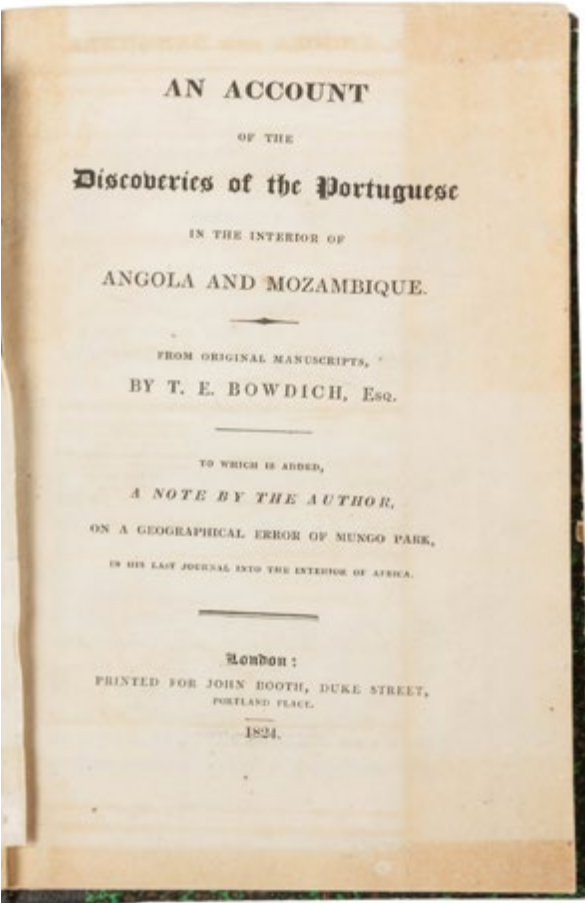 AN ACCOUNT
OF THE
Discoveries of the Portuguese
IN THE INTERIOR OF
ANGOLA AND MOZAMBIQUE.
FROM ORIGINAL MANUSCRIPTS,
BY T. E. BOWDICH, Esq.
TO WHICH IS ADDED,
A NOTE BY THE AUTHOR,
ON A GEOGRAPHICAL ERROR OF MUNGO PARK,
IN HIS LAST JOURNAL INTO THE INTERIOR OF AFRICA.
London:
PRINTED FOR JOHN BOOTH, DUKE STREET,
PORTLAND PLACE.
1824.